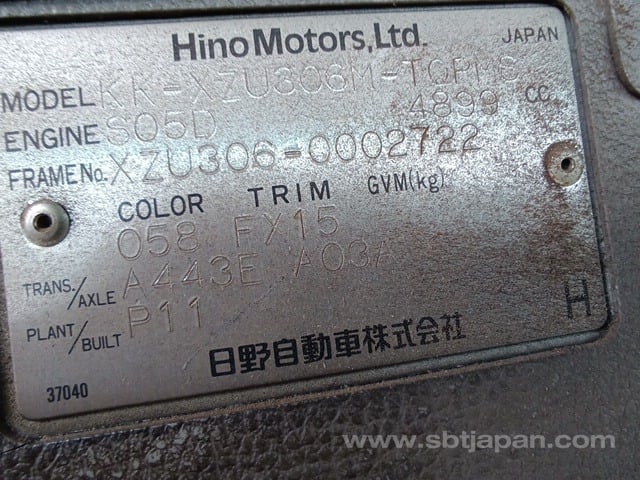 Hino Motors, Ltd. JAPAN
MODEL KK-XZU306M-
ENGINE S05D 4899 CC
FRAME No. XZU306-0002722
COLOR TRIM GVM(kg)
058 FY15
TRANS./AXLE A443E A03A
PLANT/BUILT P11
H
日野自動車株式会社
37040
www.sbtjapan.com